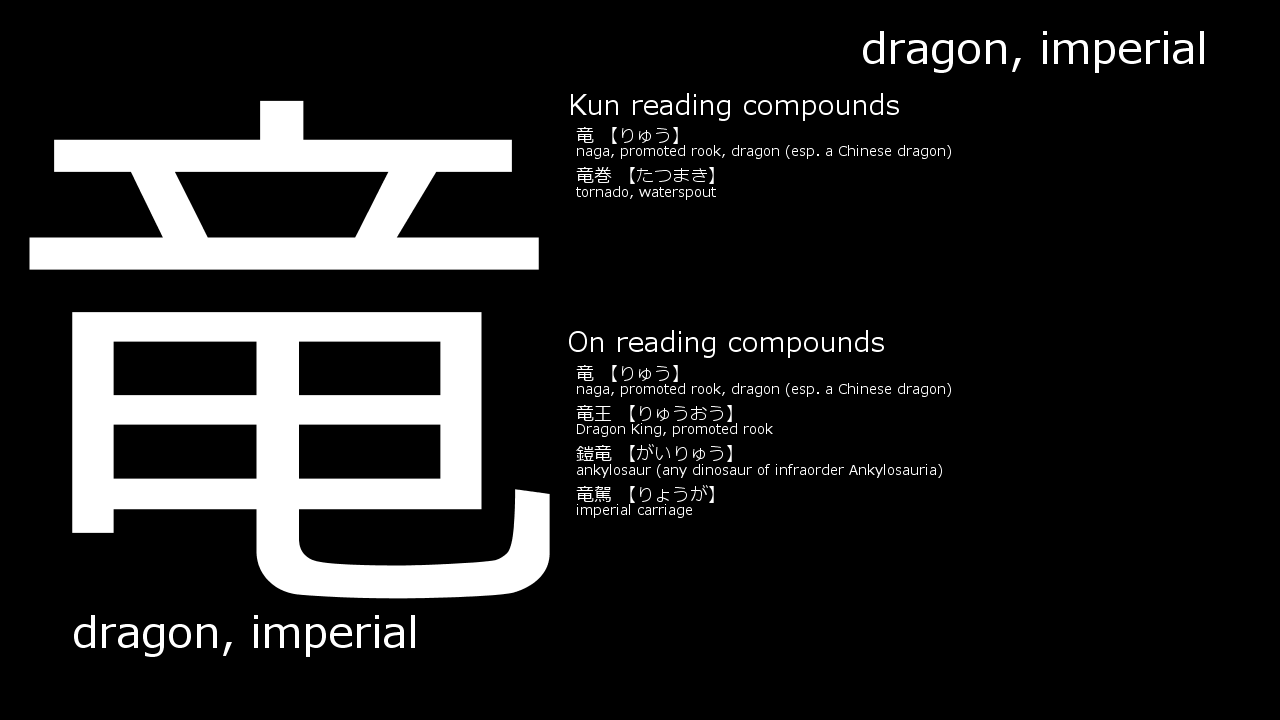 dragon, imperial
竜
Kun reading compounds
竜 【りゅう】
naga, promoted rook, dragon (esp. a Chinese dragon)
竜巻 【たつまき】
tornado, waterspout
On reading compounds
竜 【りゅう】
naga, promoted rook, dragon (esp. a Chinese dragon)
竜王 【りゅうおう】
Dragon King, promoted rook
鎧竜 【がいりゅう】
ankylosaur (any dinosaur of infraorder Ankylosauria)
竜駕 【りょうが】
imperial carriage
dragon, imperial